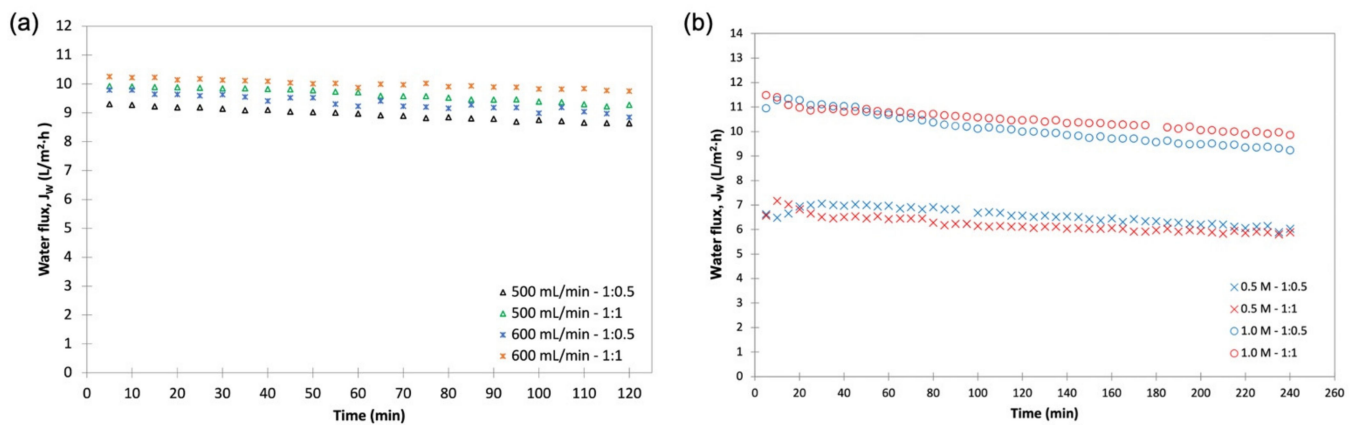 (a)
12
11
10
9
8
7
6
5
4
3
2
1
0
Water flux, JW (L/m²·h)
500 mL/min - 1:0.5
500 mL/min - 1:1
600 mL/min - 1:0.5
600 mL/min - 1:1
0 10 20 30 40 50 60 70 80 90 100 110 120
Time (min)
(b)
14
13
12
11
10
9
8
7
6
5
4
3
2
1
0
Water flux, JW (L/m²·h)
0.5 M - 1:0.5
0.5 M - 1:1
1.0 M - 1:0.5
1.0 M - 1:1
0 20 40 60 80 100 120 140 160 180 200 220 240 260
Time (min)